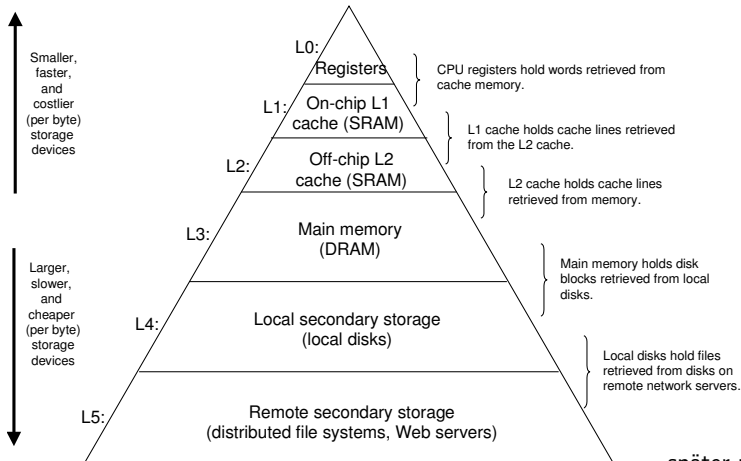 Smaller,
faster,
and
costlier
(per byte)
storage
devices
Larger,
slower,
and
cheaper
(per byte)
storage
devices
L0:
Registers
CPU registers hold words retrieved from
cache memory.
L1:
On-chip L1
cache (SRAM)
L1 cache holds cache lines retrieved
from the L2 cache.
L2:
Off-chip L2
cache (SRAM)
L2 cache holds cache lines
retrieved from memory.
L3:
Main memory
(DRAM)
Main memory holds disk
blocks retrieved from local
disks.
L4:
Local secondary storage
(local disks)
Local disks hold files
retrieved from disks on
remote network servers.
L5:
Remote secondary storage
(distributed file systems, Web servers)